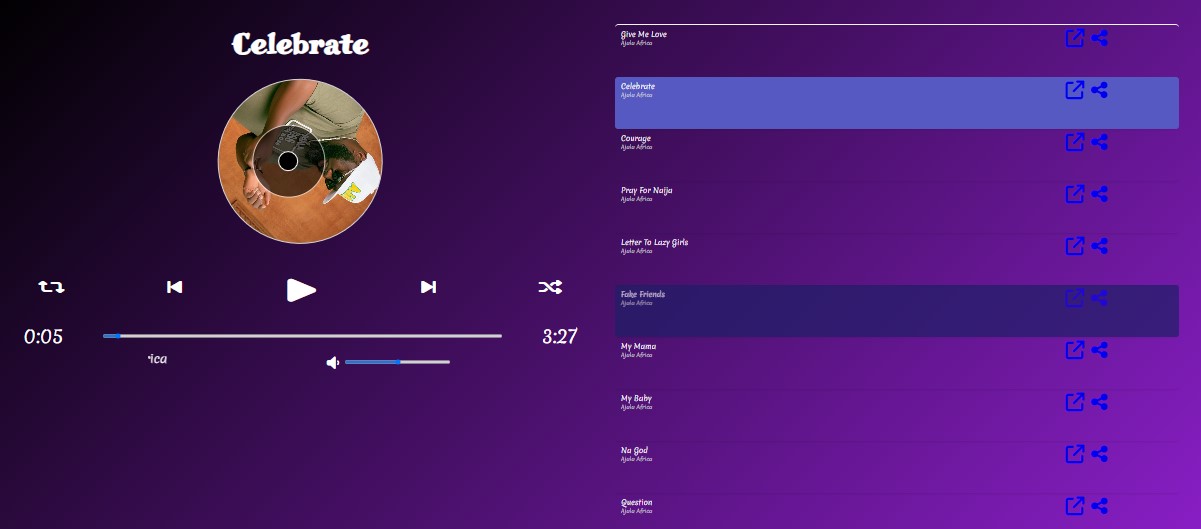 Celebrate
0:05
3:27
rica
Give Me Love
Ajala Africa
Celebrate
Ajala Africa
Courage
Ajala Africa
Pray For Naija
Ajala Africa
Letter To Lazy Girls
Ajala Africa
Fake Friends
Ajala Africa
My Mama
Ajala Africa
My Baby
Ajala Africa
Na God
Ajala Africa
Question
Ajala Africa